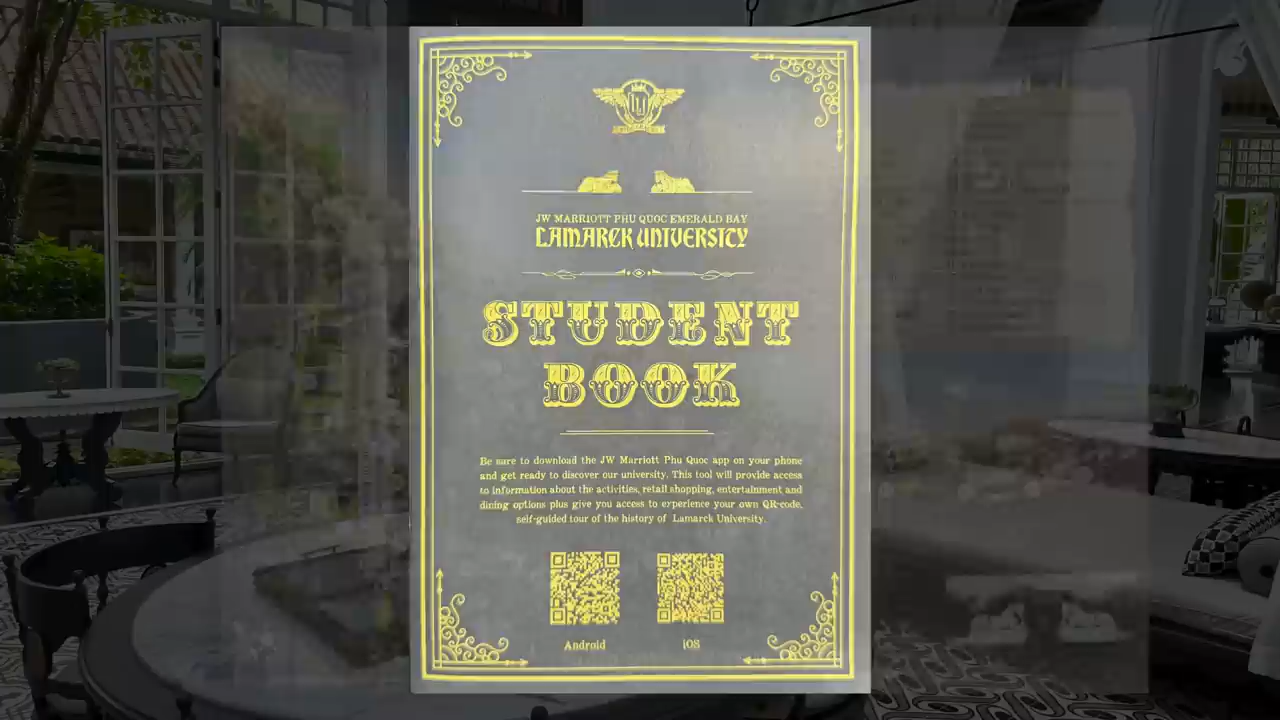 JW MARRIOTT PHU QUOC EMERALD BAY
LAMARCK UNIVERSITY
STUDENT
BOOK
Be sure to download the JW Marriott Phu Quoc app on your phone
and get ready to discover our university. This tool will provide access
to information about the activities, retail shopping, entertainment and
dining options plus give you access to experience your own QR-code,
self-guided tour of the history of Lamarck University.
Android
iOS